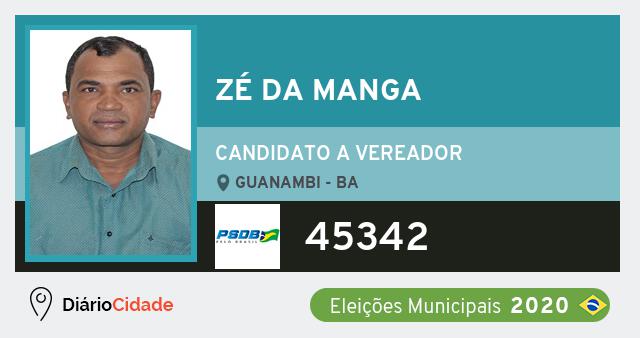 ZÉ DA MANGA
CANDIDATO A VEREADOR
GUANAMBI - BA
PSDB
PELO BRASIL
45342
DiárioCidade
Eleições Municipais 2020